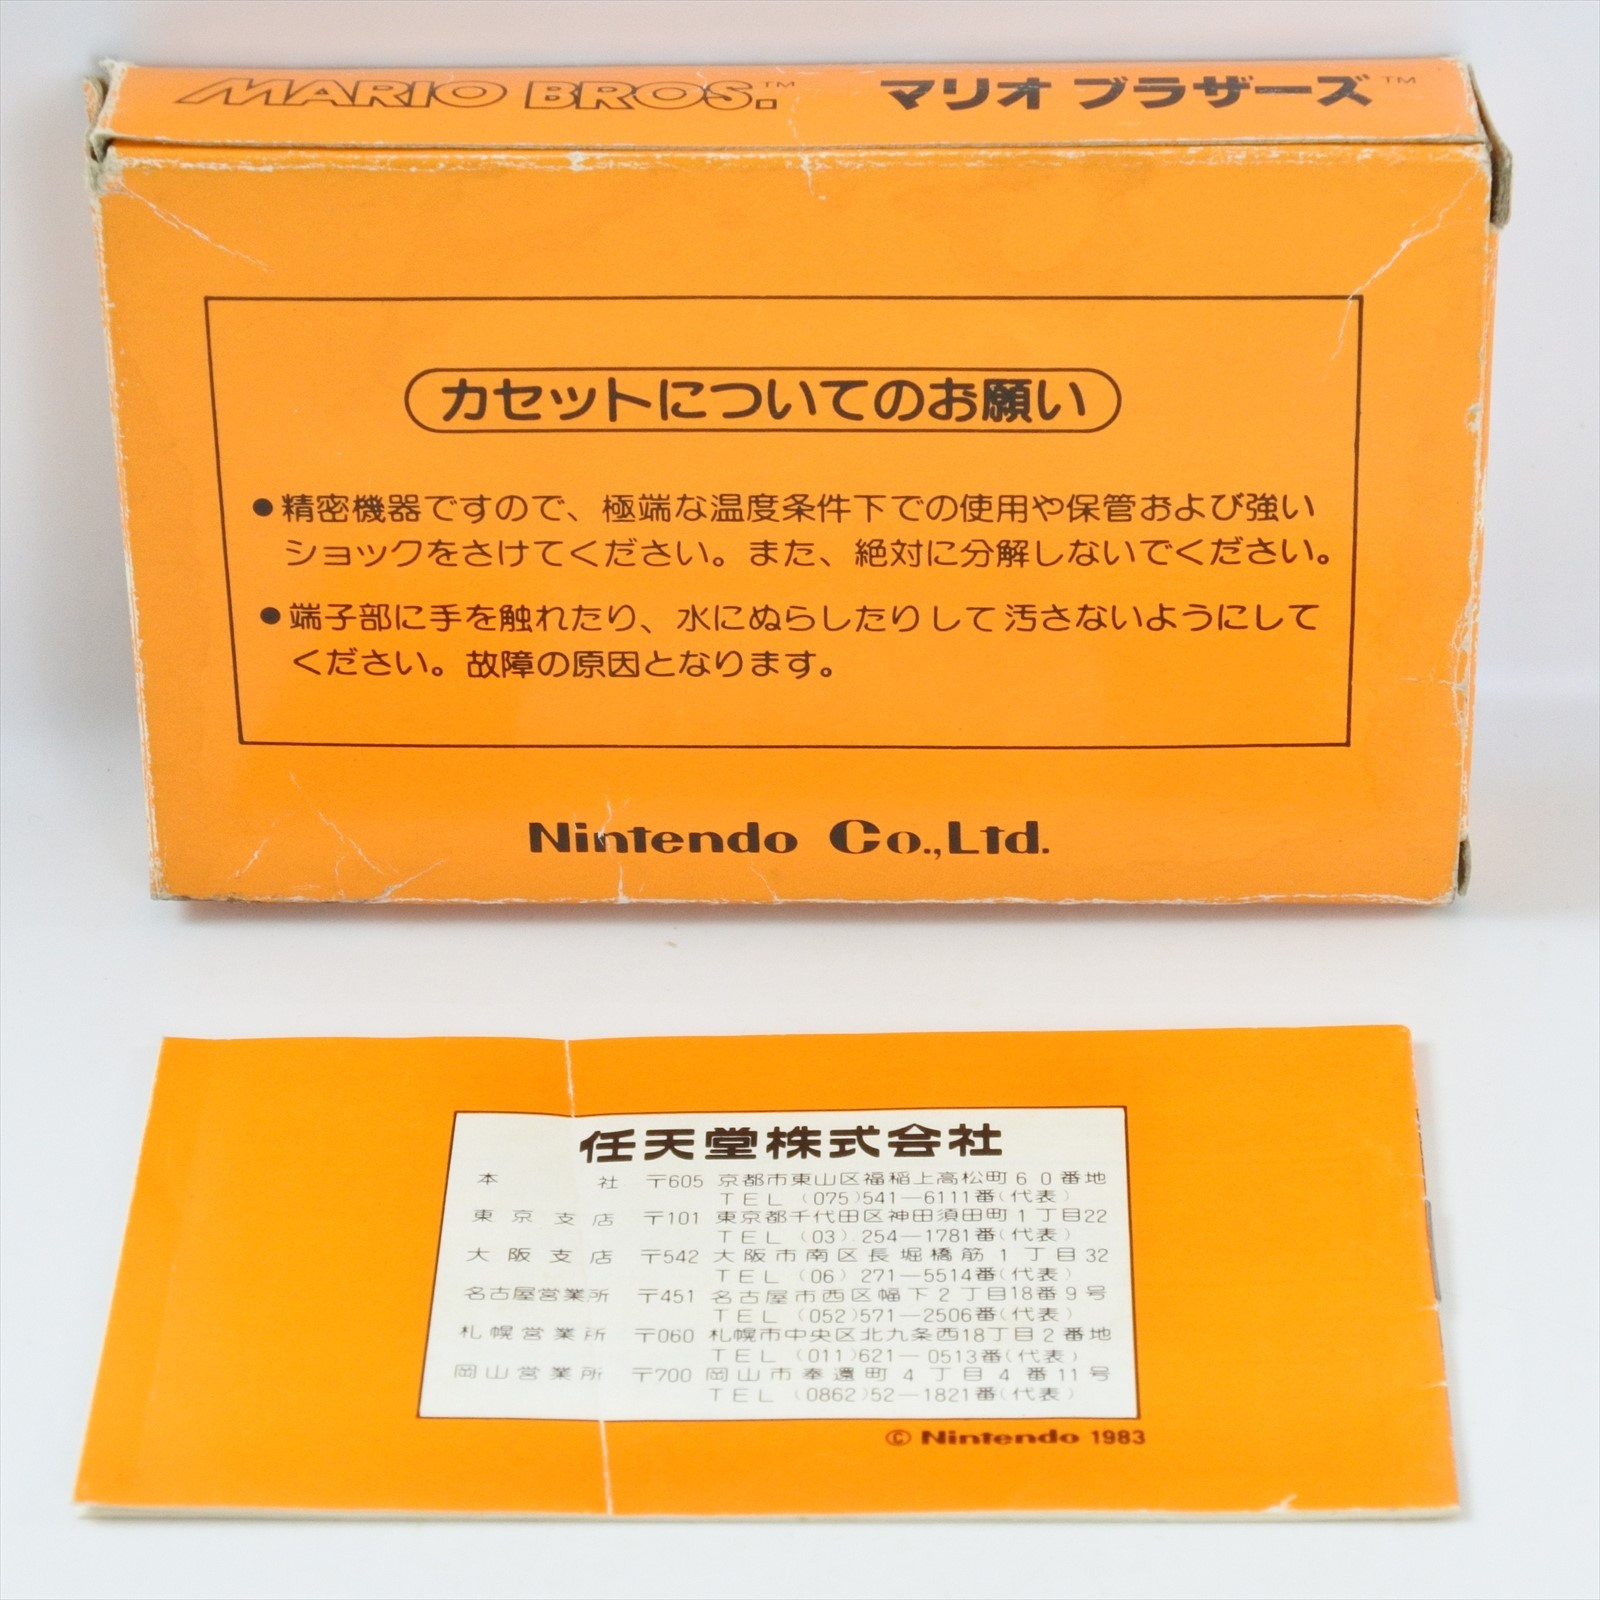 MARIO BROS.™ マリオ ブラザーズ™
カセットについてのお願い
●精密機器ですので、極端な温度条件下での使用や保管および強い
ショックをさけてください。また、絶対に分解しないでください。
●端子部に手を触れたり、水にぬらしたりして汚さないようにして
ください。故障の原因となります。
Nintendo Co.,Ltd.
任天堂株式会社
本社 〒605 京都市東山区福稲上高松町60番地
TEL (075)541—6111番(代表)
東京支店 〒101 東京都千代田区神田須田町1丁目22
TEL (03) 254—1781番(代表)
大阪支店 〒542 大阪市南区長堀橋筋1丁目32
TEL (06) 271—5514番(代表)
名古屋営業所 〒451 名古屋市西区幅下2丁目18番9号
TEL (052)571—2506番(代表)
札幌営業所 〒060 札幌市中央区北九条西18丁目2番地
TEL (011)621—0513番(代表)
岡山営業所 〒700 岡山市奉還町4丁目4番11号
TEL (0862)52—1821番(代表)
© Nintendo 1983